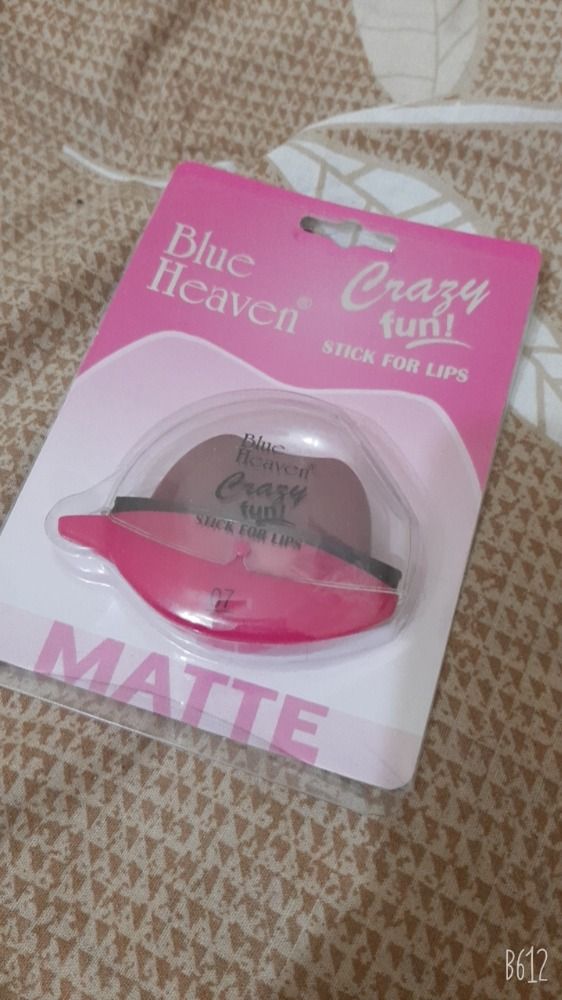 Blue
Heaven®
Crazy
fun!
STICK FOR LIPS
Blue
Heaven®
Crazy
fun!
STICK FOR LIPS
07
MATTE
B612